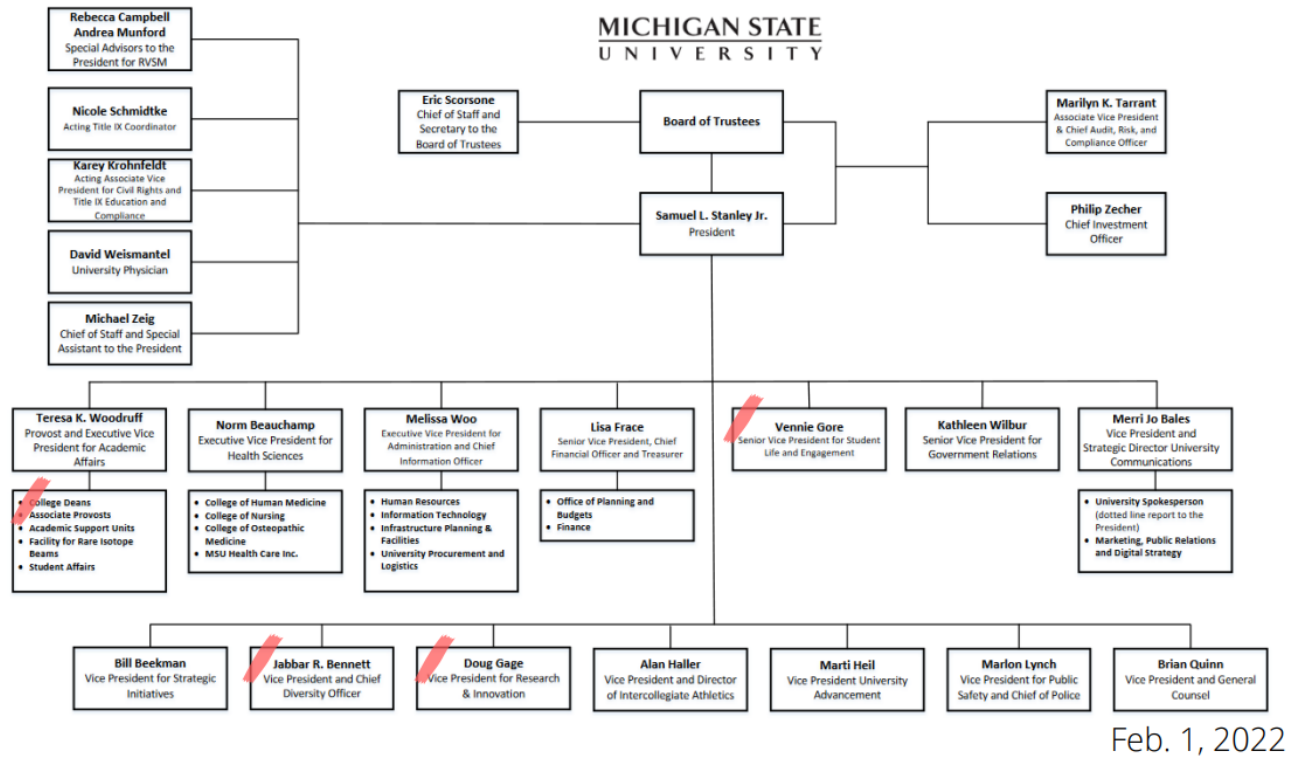 Rebecca Campbell
Andrea Munford
Special Advisors to the
President for RVSM
MICHIGAN STATE
UNIVERSITY
Nicole Schmidtke
Acting Title IX Coordinator
Eric Scorsone
Chief of Staff and
Secretary to the
Board of Trustees
Board of Trustees
Marilyn K. Tarrant
Associate Vice President
& Chief Audit, Risk, and
Compliance Officer
Karey Krohnfeldt
Acting Associate Vice
President for Civil Rights and
Title IX Education and
Compliance
Samuel L. Stanley Jr.
President
Philip Zecher
Chief Investment
Officer
David Weismantel
University Physician
Michael Zeig
Chief of Staff and Special
Assistant to the President
Teresa K. Woodruff
Provost and Executive Vice
President for Academic
Affairs
Norm Beauchamp
Executive Vice President for
Health Sciences
Melissa Woo
Executive Vice President for
Administration and Chief
Information Officer
Lisa Frace
Senior Vice President, Chief
Financial Officer and Treasurer
Vennie Gore
Senior Vice President for Student
Life and Engagement
Kathleen Wilbur
Senior Vice President for
Government Relations
Merri Jo Bales
Vice President and
Strategic Director University
Communications
• College Deans
• Associate Provosts
• Academic Support Units
• Facility for Rare Isotope
Beams
• Student Affairs
• College of Human Medicine
• College of Nursing
• College of Osteopathic
Medicine
• MSU Health Care Inc.
• Human Resources
• Information Technology
• Infrastructure Planning &
Facilities
• University Procurement and
Logistics
• Office of Planning and
Budgets
• Finance
• University Spokesperson
(dotted line report to the
President)
• Marketing, Public Relations
and Digital Strategy
Bill Beekman
Vice President for Strategic
Initiatives
Jabbar R. Bennett
Vice President and Chief
Diversity Officer
Doug Gage
Vice President for Research
& Innovation
Alan Haller
Vice President and Director
of Intercollegiate Athletics
Marti Heil
Vice President University
Advancement
Marlon Lynch
Vice President for Public
Safety and Chief of Police
Brian Quinn
Vice President and General
Counsel
Feb. 1, 2022